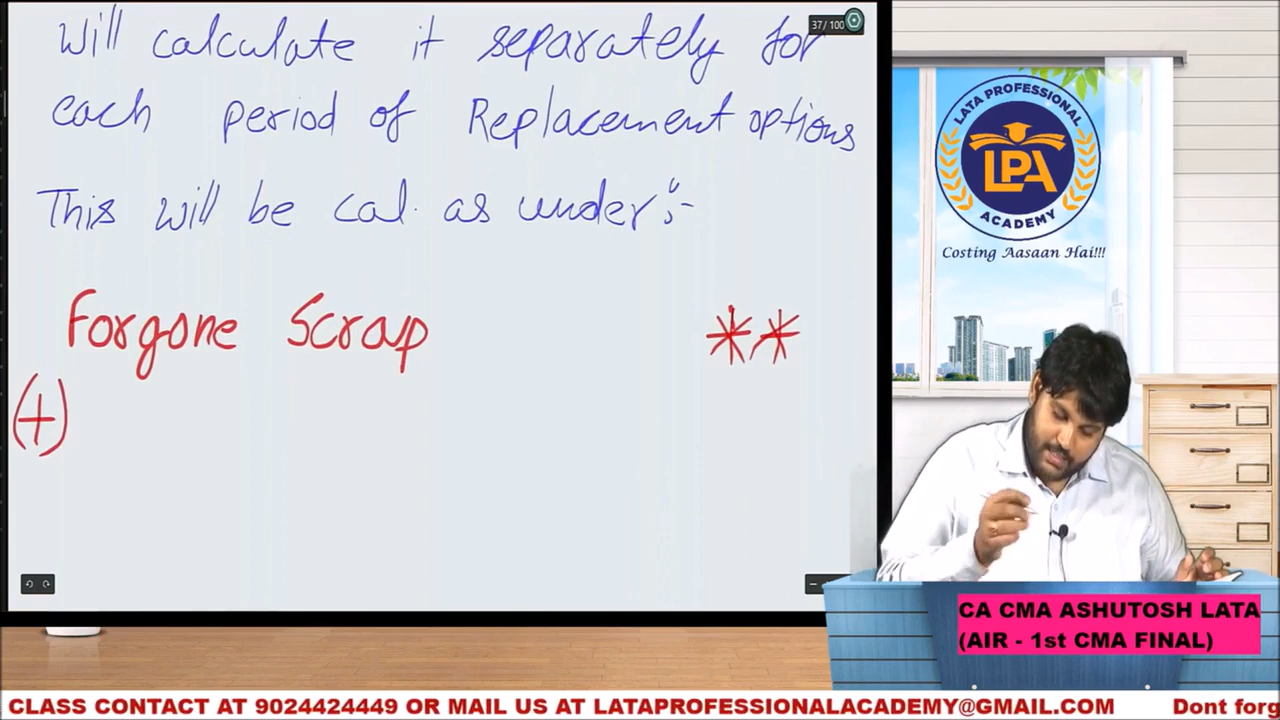 will calculate it separately for
37/ 100
each period of Replacement options
This will be cal. as under:-
Forgone Scrap **
(+)
LATA PROFESSIONAL
LPA
ACADEMY
Costing Aasaan Hai!!!
CA CMA ASHUTOSH LATA
(AIR - 1st CMA FINAL)
CLASS CONTACT AT 9024424449 OR MAIL US AT LATAPROFESSIONALACADEMY@GMAIL.COM Dont forg